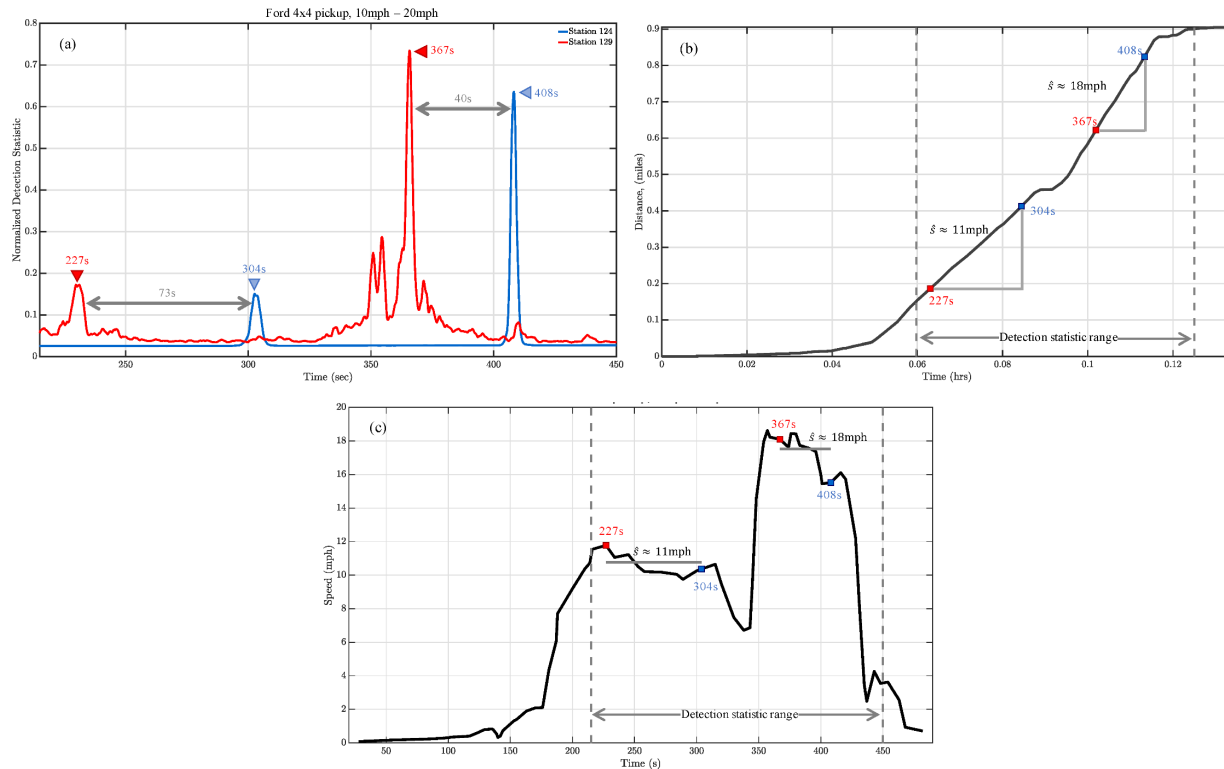 Ford 4x4 pickup, 10mph – 20mph
(a)
Station 124
Station 129
367s
40s
408s
227s
304s
73s
0.8
0.7
0.6
0.5
0.4
0.3
0.2
0.1
0
Normalized Detection Statistic
250
300
350
400
450
Time (sec)
(b)
408s
ŝ ≈ 18mph
367s
304s
ŝ ≈ 11mph
227s
Detection statistic range
0.9
0.8
0.7
0.6
0.5
0.4
0.3
0.2
0.1
0
Distance, (miles)
0
0.02
0.04
0.06
0.08
0.1
0.12
Time (hrs)
(c)
367s
ŝ ≈ 18mph
408s
227s
ŝ ≈ 11mph
304s
Detection statistic range
20
18
16
14
12
10
8
6
4
2
0
Speed (mph)
0
50
100
150
200
250
300
350
400
450
Time (s)